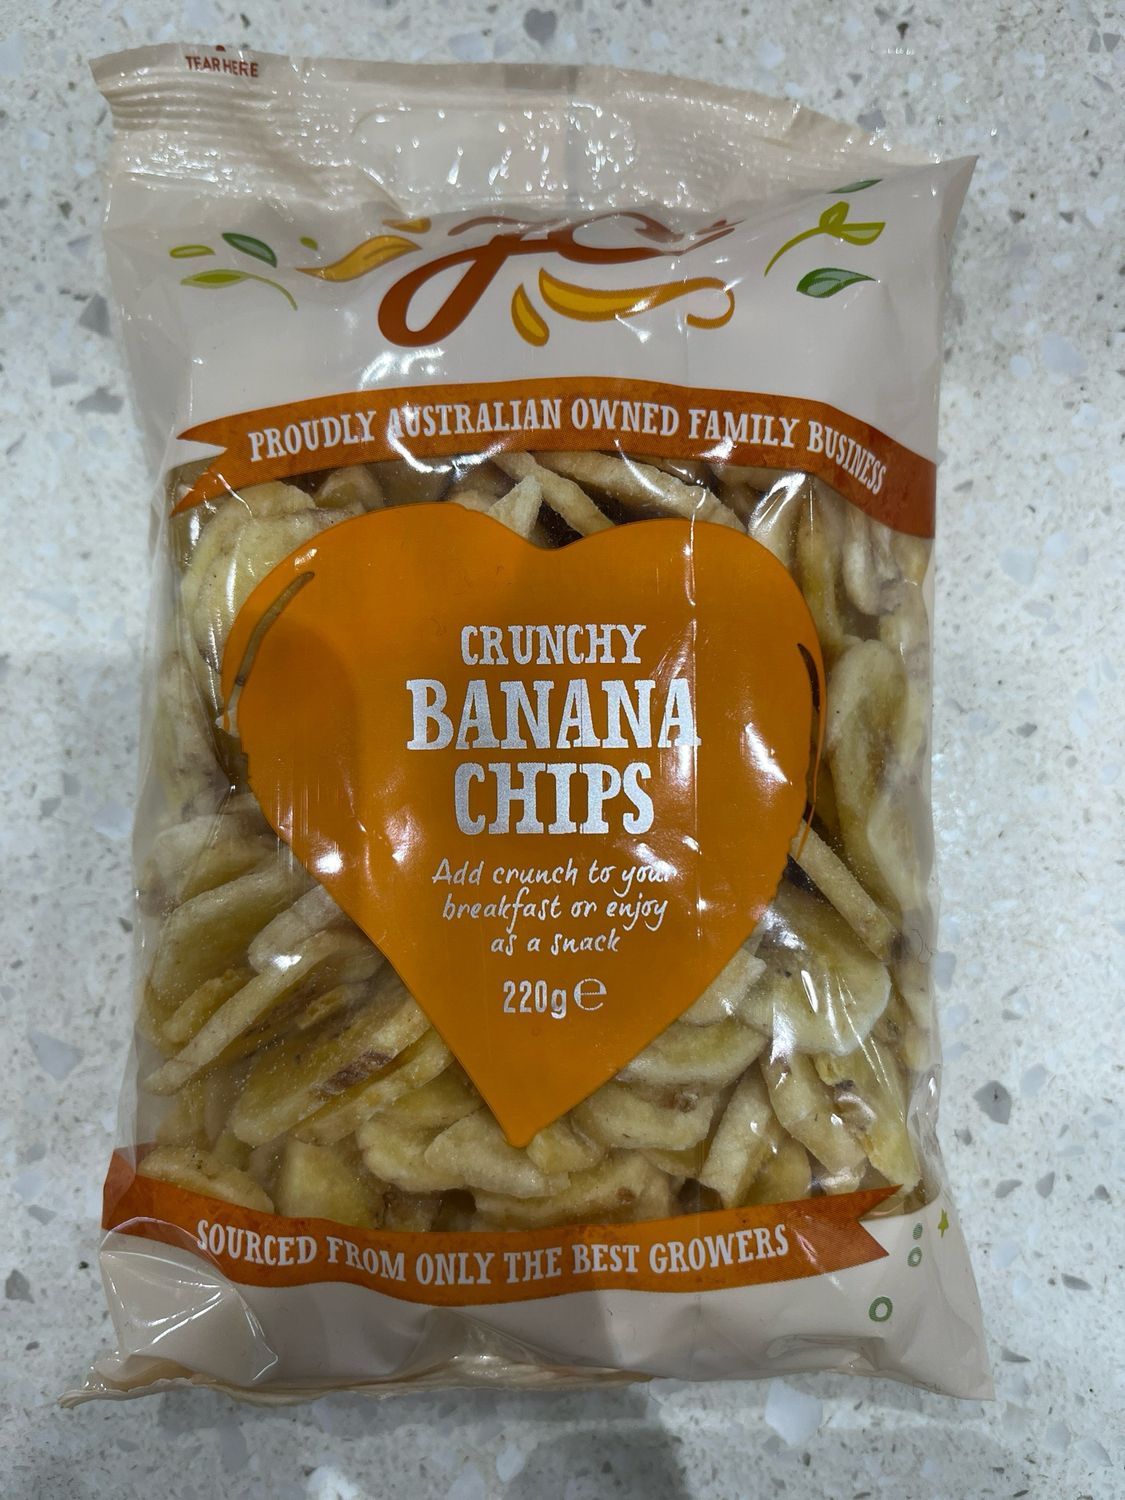 TEAR HERE
PROUDLY AUSTRALIAN OWNED FAMILY BUSINESS
CRUNCHY
BANANA
CHIPS
Add crunch to your
breakfast or enjoy
as a snack
220g e
SOURCED FROM ONLY THE BEST GROWERS